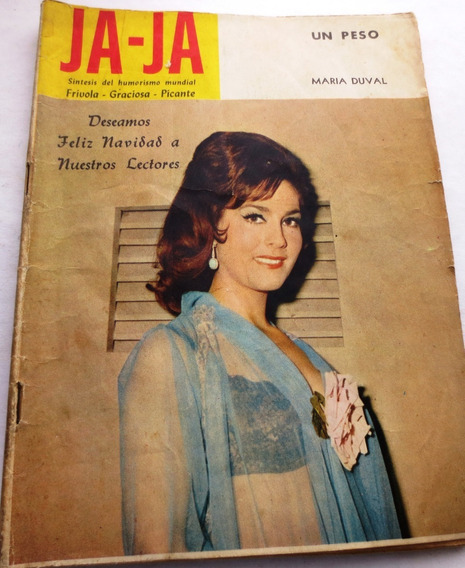 JA-JA
Síntesis del humorismo mundial
Frívola - Graciosa - Picante
UN PESO
MARIA DUVAL
Deseamos
Feliz Navidad a
Nuestros Lectores